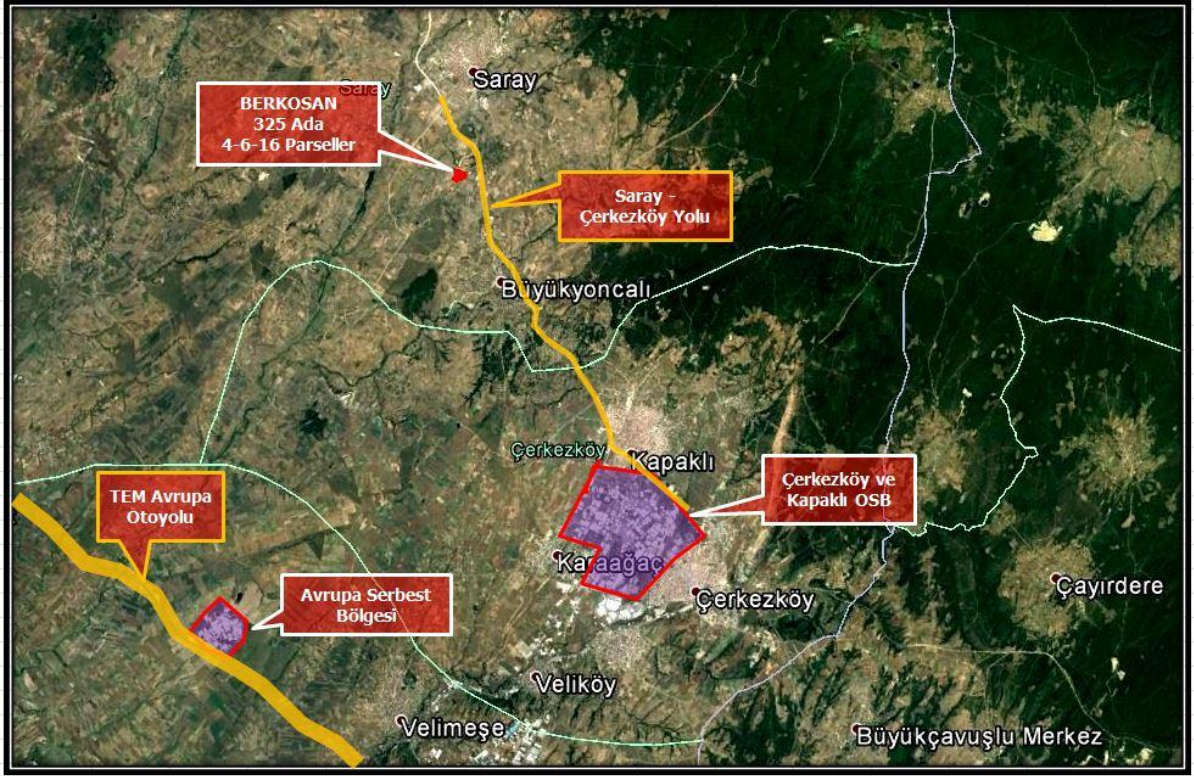 Saray
Saray
BERKOSAN
325 Ada
4-6-16 Parseller
Saray -
Çerkezköy Yolu
Büyükyoncalı
Çerkezköy
Kapaklı
Çerkezköy ve
Kapaklı OSB
TEM Avrupa
Otoyolu
Karaağaç
Avrupa Serbest
Bölgesi
Çerkezköy
Çayırdere
Veliköy
Velimeşe
Büyükçavuşlu Merkez